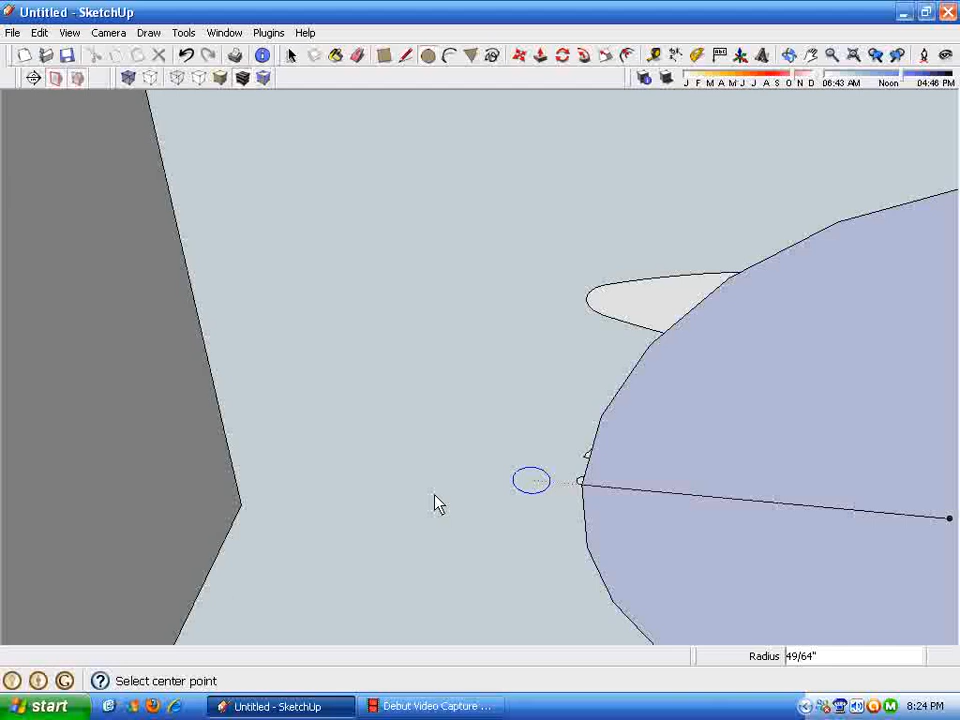 Untitled - SketchUp
File Edit View Camera Draw Tools Window Plugins Help
J F M A M J J A S O N D 06:43 AM Noon 04:46 PM
Radius 49/64"
Select center point
start Untitled - SketchUp Debut Video Capture ... 8:24 PM